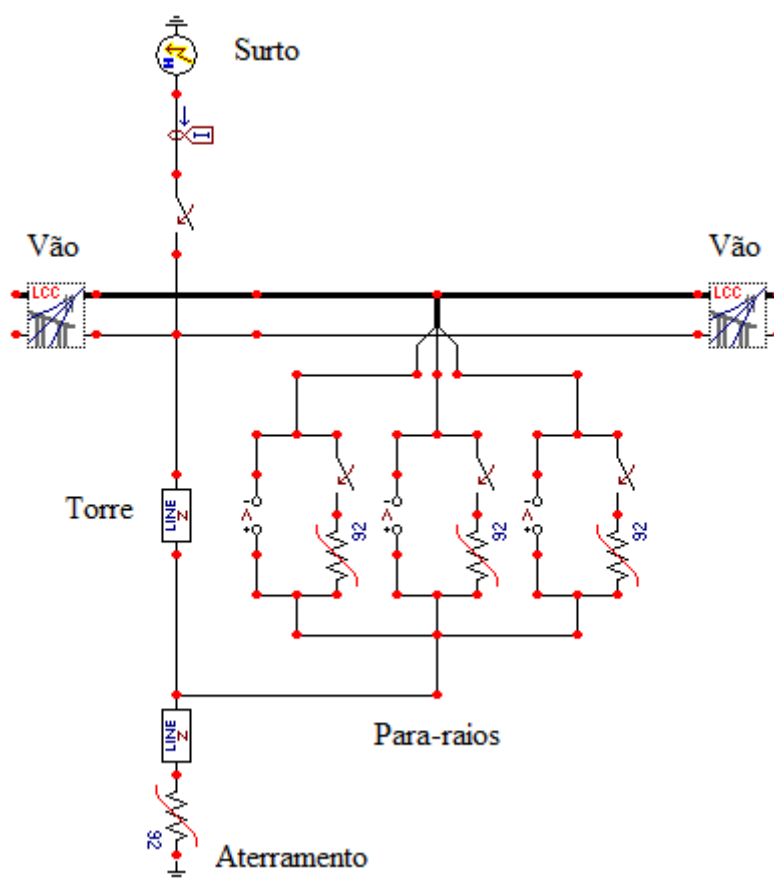 Surto
H
I
Vão
Vão
LCC
LCC
Torre
LINE
Z
V
V
V
92
92
92
LINE
Z
Para-raios
92
Aterramento